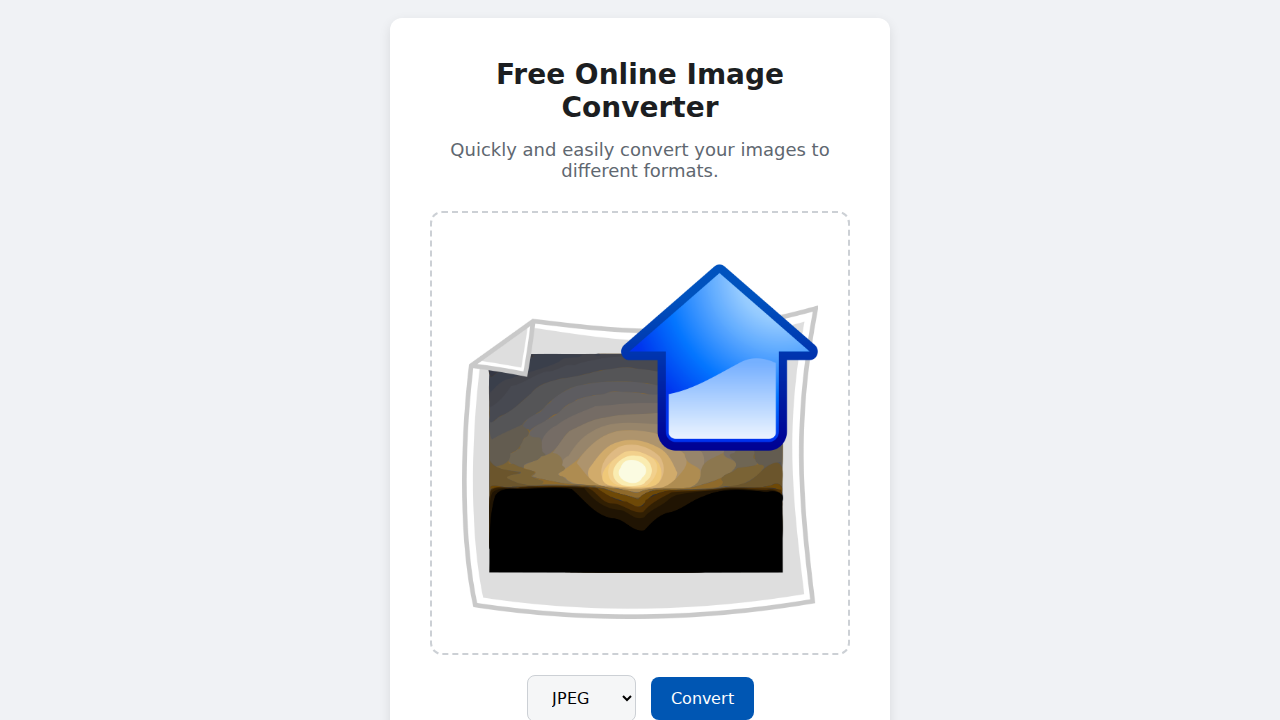 Free Online Image
Converter
Quickly and easily convert your images to
different formats.
JPEG
Convert